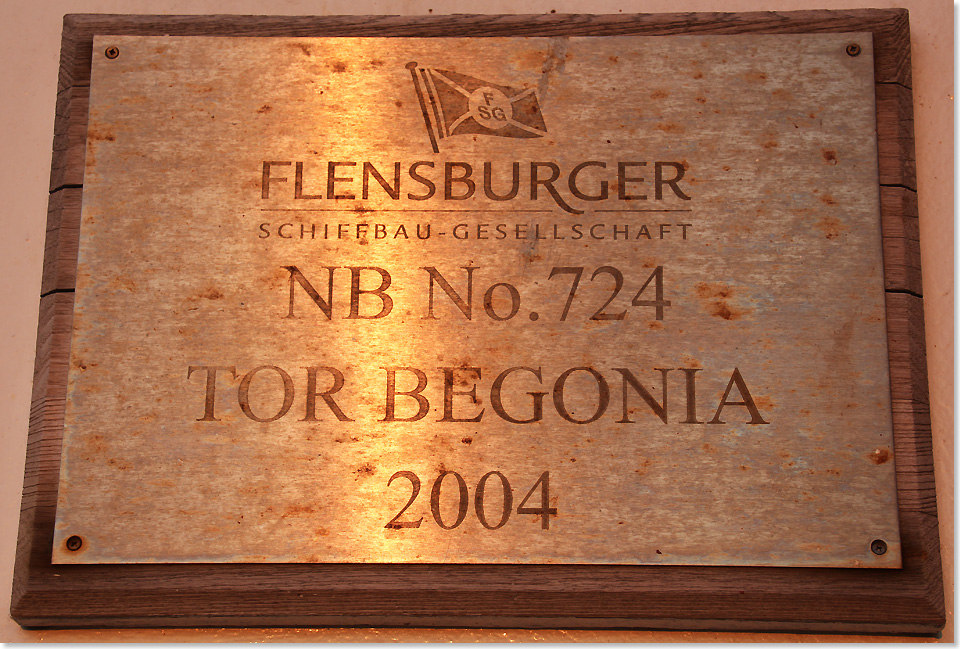 F
SG
FLENSBURGER
SCHIFFBAU-GESELLSCHAFT
NB No.724
TOR BEGONIA
2004